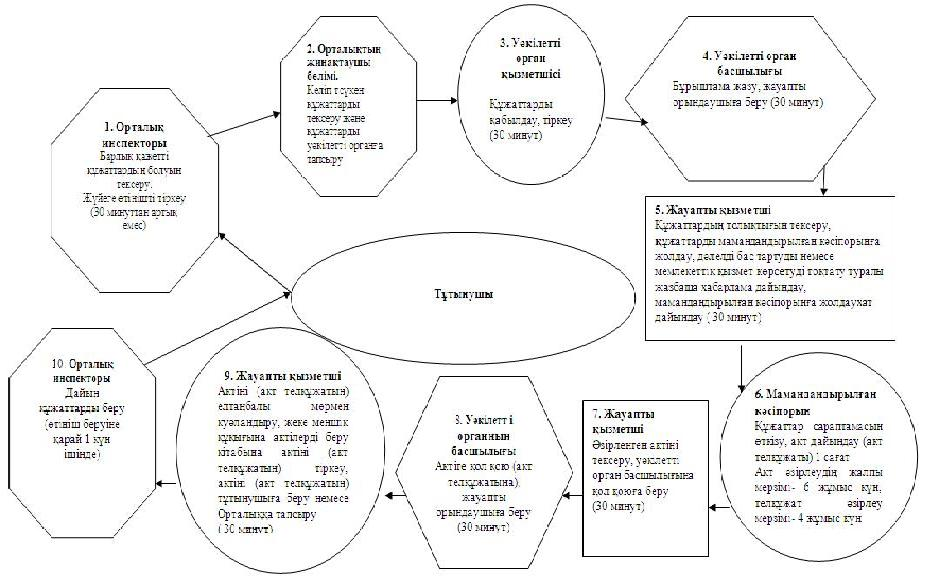 1. Орталық
инспекторы
Барлық қажетті
құжаттардың болуын
тексеру.
Жүйеге өтінішті тіркеу
(30 минуттан артық
емес)
2. Орталықтың
жинақтаушы
бөлімі.
Келіп түскен
құжаттарды
тексеру және
құжаттарды
уәкілетті органға
тапсыру
3. Уәкілетті
орган
қызметшісі
Құжаттарды
қабылдау, тіркеу
(30 минут)
4. Уәкілетті орган
басшылығы
Бұрыштама жазу, жауапты
орындаушыға беру (30 минут)
5. Жауапты қызметші
Құжаттардың толықтығын тексеру,
құжаттарды мамандандырылған кәсіпорынға
жолдау, дәлелді бас тартуды немесе
мемлекеттік қызмет көрсетуді тоқтату туралы
жазбаша хабарлама дайындау,
мамандандырылған кәсіпорынға жолдаухат
дайындау (30 минут)
Тұтынушы
6. Мамандандырылған
кәсіпорын
Құжаттар сараптамасын
өткізу, акт дайындау (акт
телқұжаты) 1 сағат
Акт әзірлеудің жалпы
мерзімі- 6 жұмыс күн,
телқұжат әзірлеу
мерзімі- 4 жұмыс күн
7. Жауапты
қызметші
Әзірленген актіні
тексеру, уәкілетті
орган басшылығына
қол қоюға беру
(30 минут)
8. Уәкілетті
органның
басшылығы
Актіге қол қою (акт
телқұжатына),
жауапты
орындаушыға беру
(30 минут)
9. Жауапты қызметші
Актіні (акт телқұжатын)
елтаңбалы мөрмен
куәландыру, жеке меншік
құқығына актілерді беру
кітабына актіні (акт
телқұжатын) тіркеу,
актіні (акт телқұжатын)
тұтынушыға беру немесе
Орталыққа тапсыру
(30 минут)
10. Орталық
инспекторы
Дайын
құжаттарды беру
(өтініш беруіне
қарай 1 күн
ішінде)